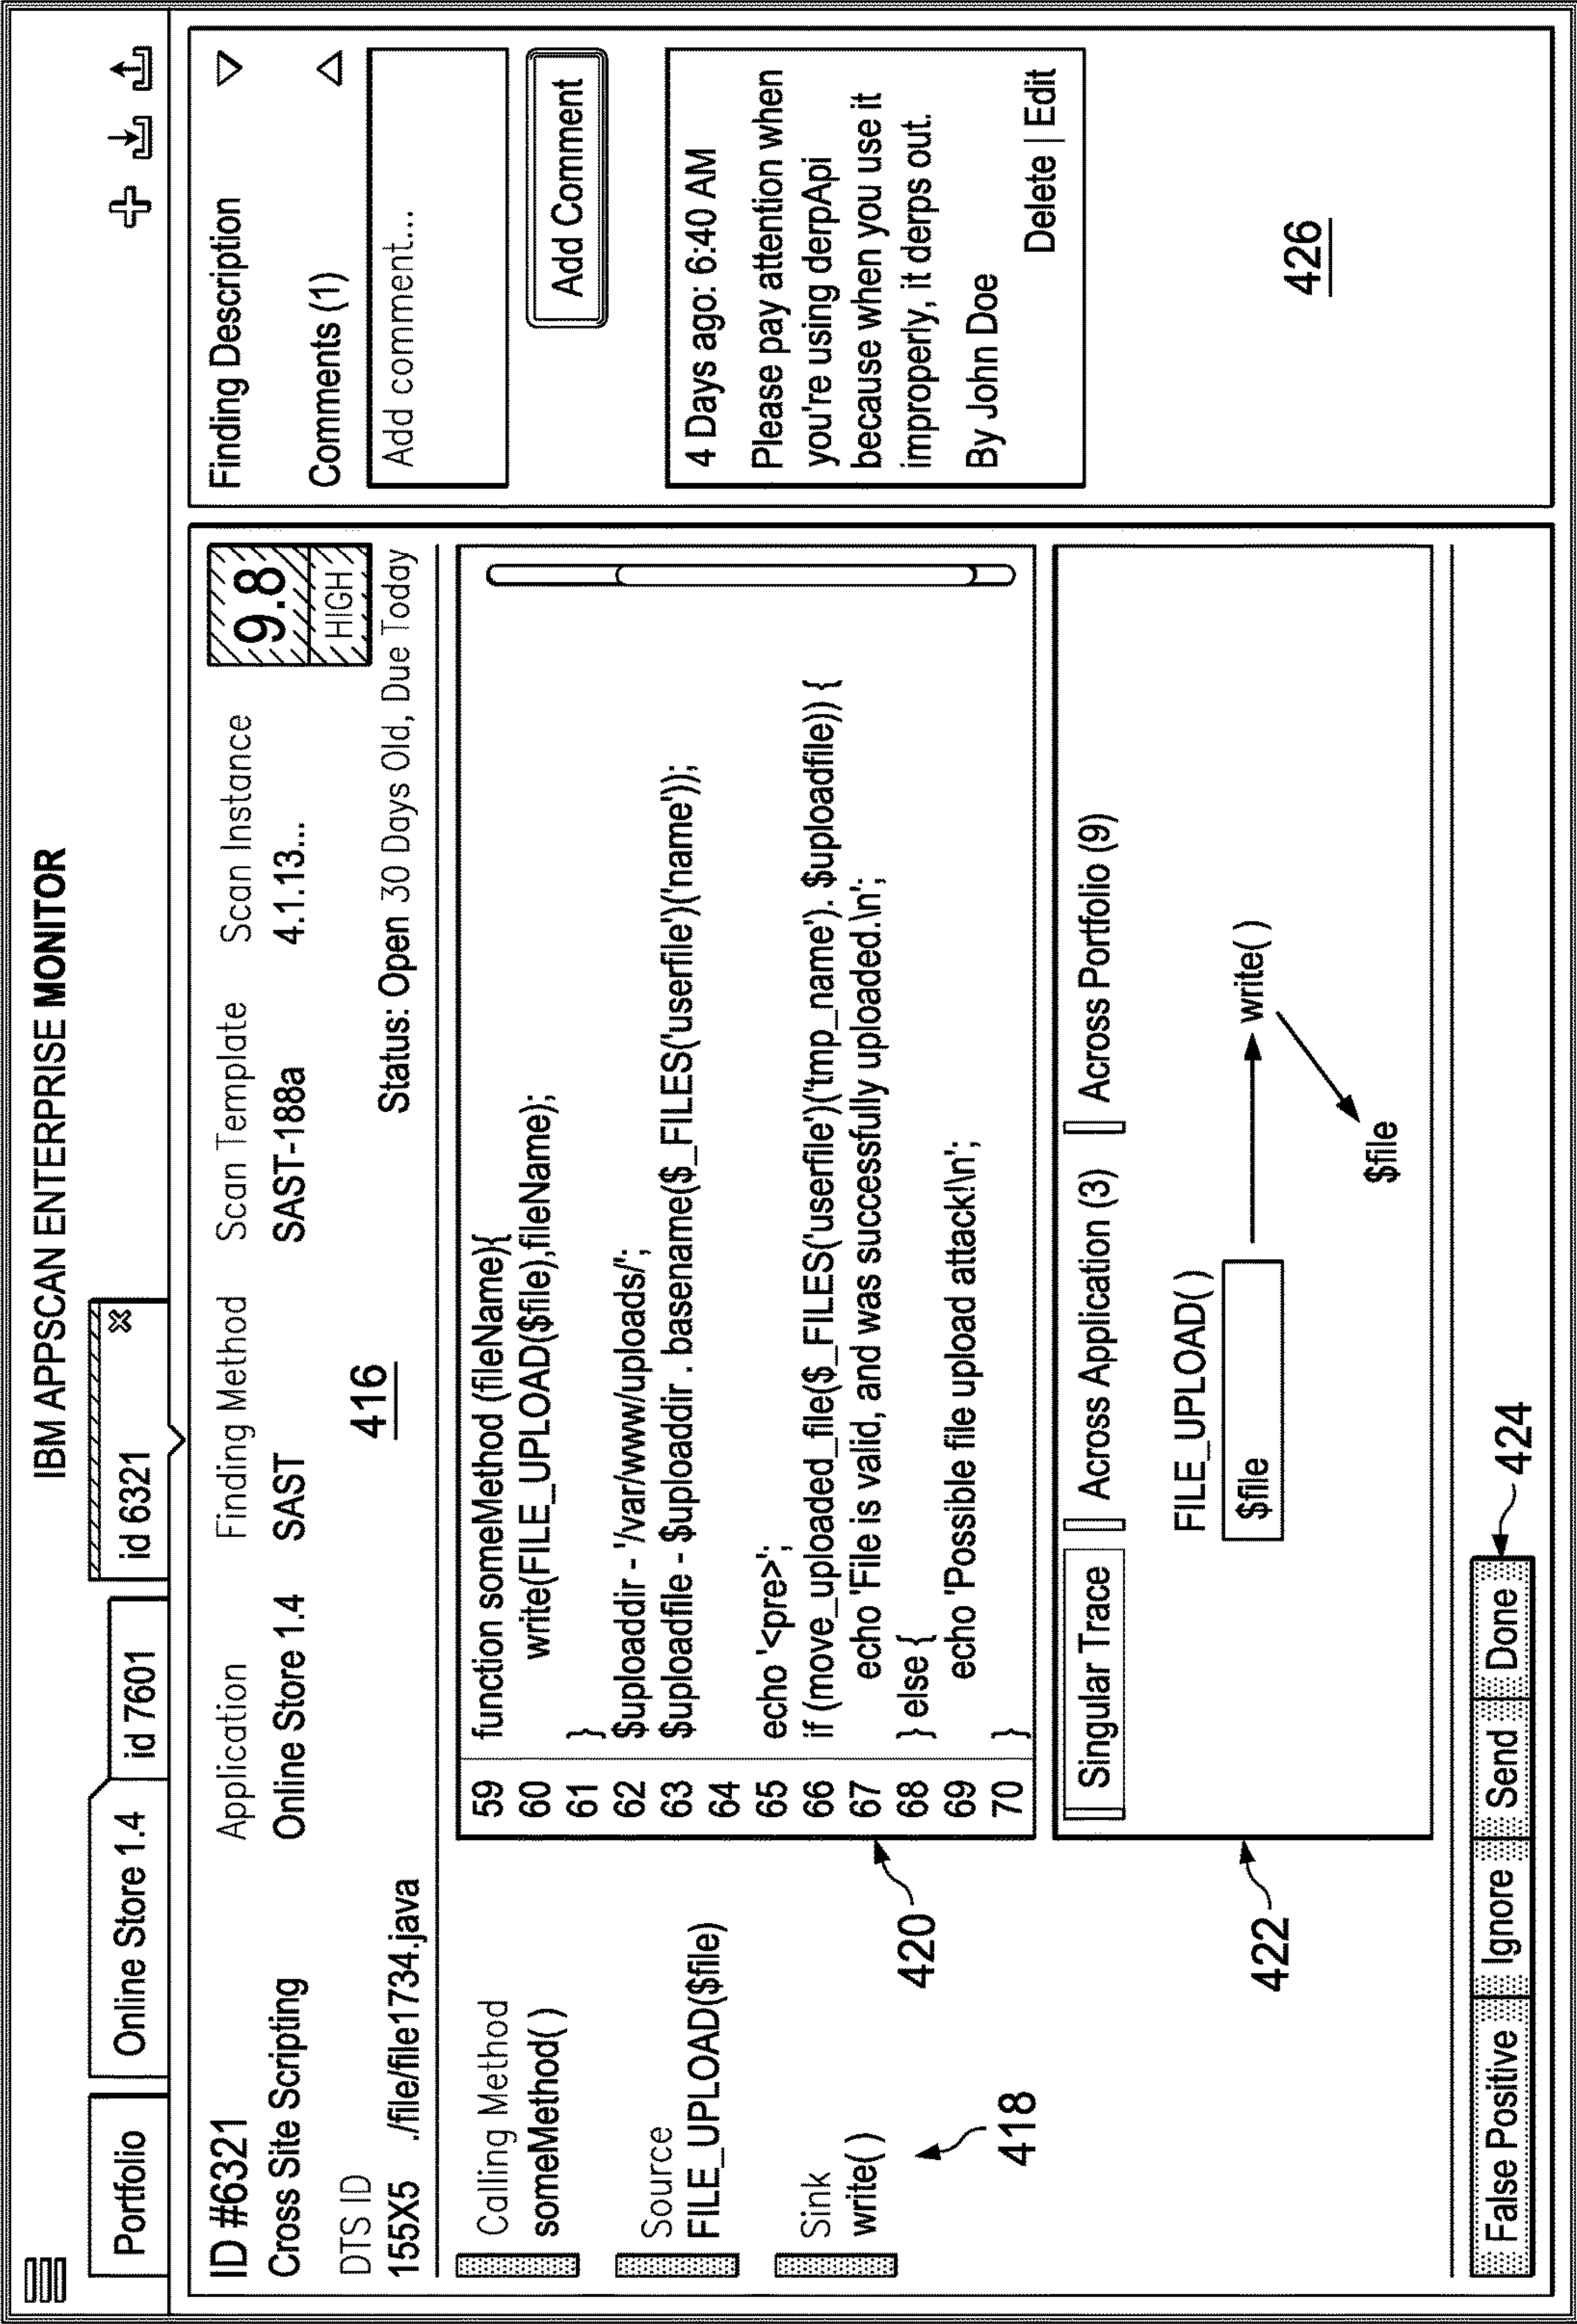 IBM APPSCAN ENTERPRISE MONITOR
Portfolio
Online Store 1.4
id 7601
id 6321
ID #6321
Cross Site Scripting
DTS ID
155X5 ./file/file1734.java
Application
Online Store 1.4
Finding Method
SAST
Scan Template
SAST-188a
Scan Instance
4.1.13...
9.8
HIGH
416
Status: Open 30 Days Old, Due Today
Calling Method
someMethod( )
Source
FILE_UPLOAD($file)
Sink
write( )
418
59 function someMethod (fileName){
60 write(FILE_UPLOAD($file),fileName);
61 }
62 $uploaddir - '/var/www/uploads/';
63 $uploadfile - $uploaddir . basename($_FILES('userfile')('name'));
64
65 echo '<pre>';
66 if (move_uploaded_file($_FILES('userfile')('tmp_name'). $uploadfile)) {
67 echo 'File is valid, and was successfully uploaded.\n';
68 } else {
69 echo 'Possible file upload attack!\n';
70 }
420
Singular Trace
Across Application (3)
Across Portfolio (9)
FILE_UPLOAD( )
$file
write( )
$file
422
False Positive
Ignore
Send
Done
424
Finding Description
Comments (1)
Add comment...
Add Comment
4 Days ago: 6:40 AM
Please pay attention when
you're using derpApi
because when you use it
improperly, it derps out.
By John Doe
Delete | Edit
426